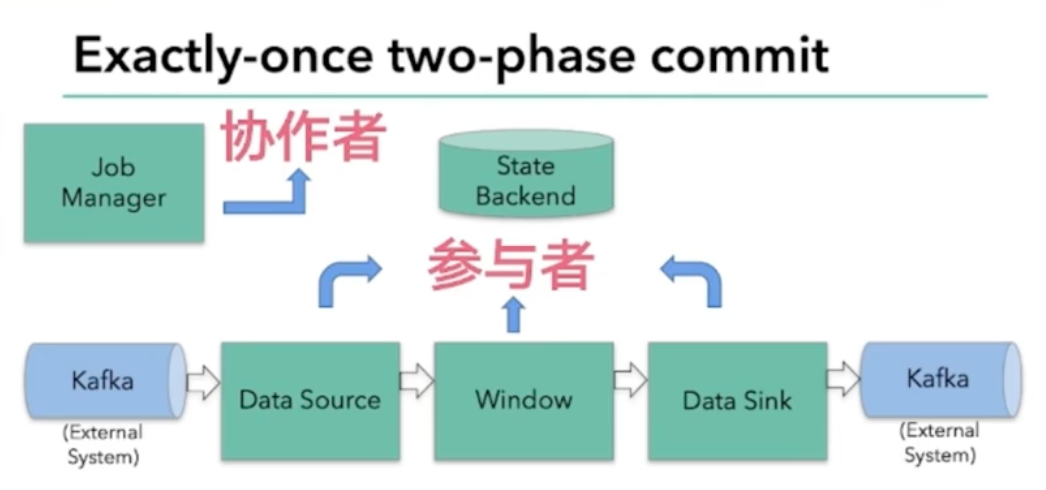 Exactly-once two-phase commit
Job
Manager
协作者
State
Backend
参与者
Kafka
(External
System)
Data Source
Window
Data Sink
Kafka
(External
System)